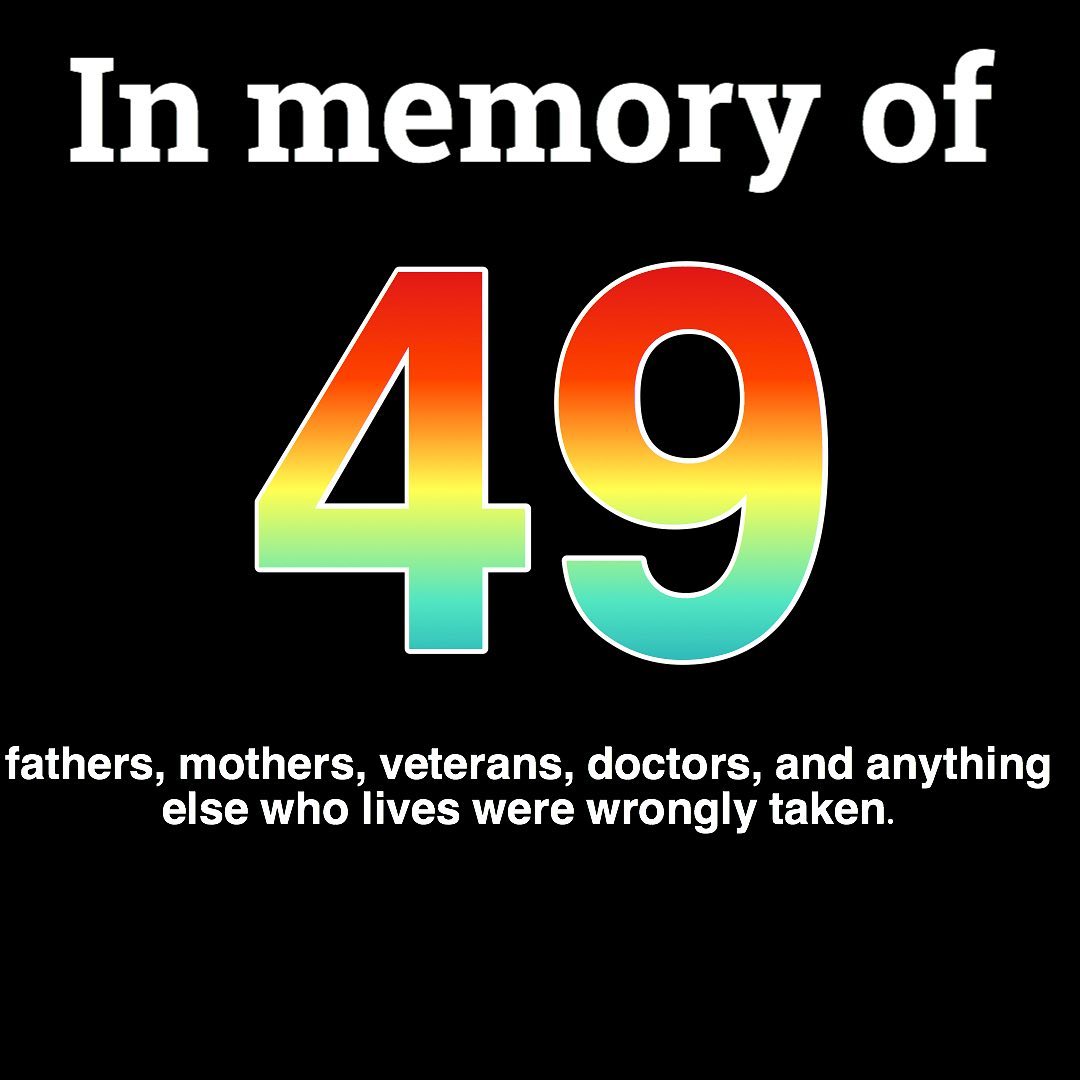 In memory of
49
fathers, mothers, veterans, doctors, and anything
else who lives were wrongly taken.